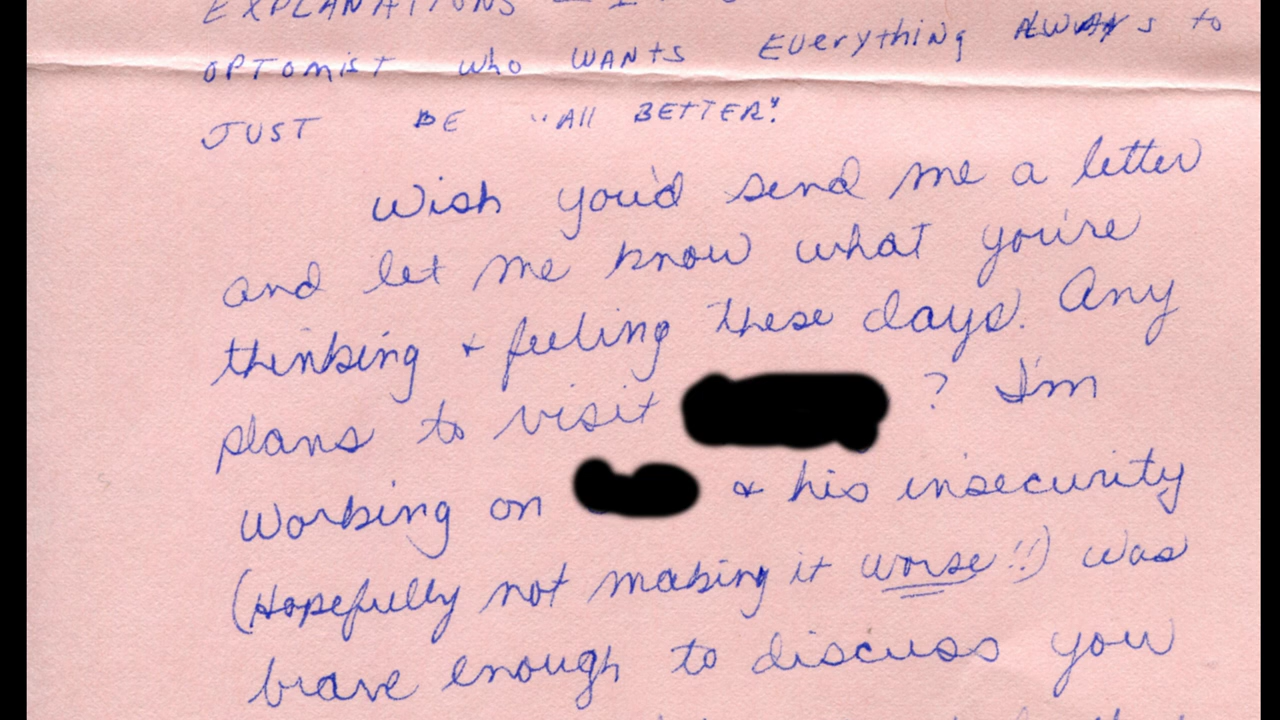 EXPLANATIONS — I
OPTOMIST who WANTS EVErythiNg AlWAys to
JUST BE "All BETTER".
Wish you'd send me a letter
and let me know what you're
thinking + feeling these days. Any
plans to visit ? I'm
working on & his insecurity
(Hopefully not making it worse!!) was
brave enough to discuss you